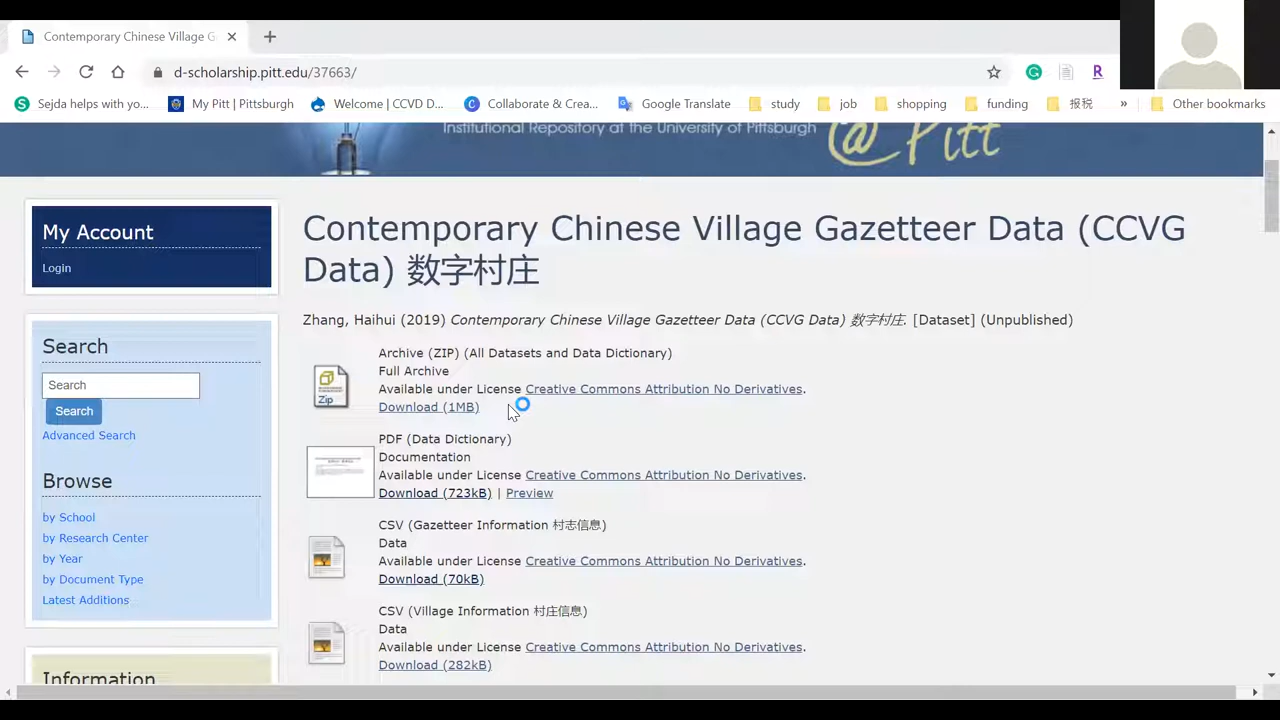 Contemporary Chinese Village G
d-scholarship.pitt.edu/37663/
Sejda helps with yo...
My Pitt | Pittsburgh
Welcome | CCVD D...
Collaborate & Crea...
Google Translate
study
job
shopping
funding
报税
»
Other bookmarks
Institutional Repository at the University of Pittsburgh
@ Pitt
My Account
Login
Search
Search
Search
Advanced Search
Browse
by School
by Research Center
by Year
by Document Type
Latest Additions
Information
Contemporary Chinese Village Gazetteer Data (CCVG
Data) 数字村庄
Zhang, Haihui (2019) Contemporary Chinese Village Gazetteer Data (CCVG Data) 数字村庄. [Dataset] (Unpublished)
Zip
Archive (ZIP) (All Datasets and Data Dictionary)
Full Archive
Available under License Creative Commons Attribution No Derivatives.
Download (1MB)
PDF (Data Dictionary)
Documentation
Available under License Creative Commons Attribution No Derivatives.
Download (723kB) | Preview
CSV (Gazetteer Information 村志信息)
Data
Available under License Creative Commons Attribution No Derivatives.
Download (70kB)
CSV (Village Information 村庄信息)
Data
Available under License Creative Commons Attribution No Derivatives.
Download (282kB)